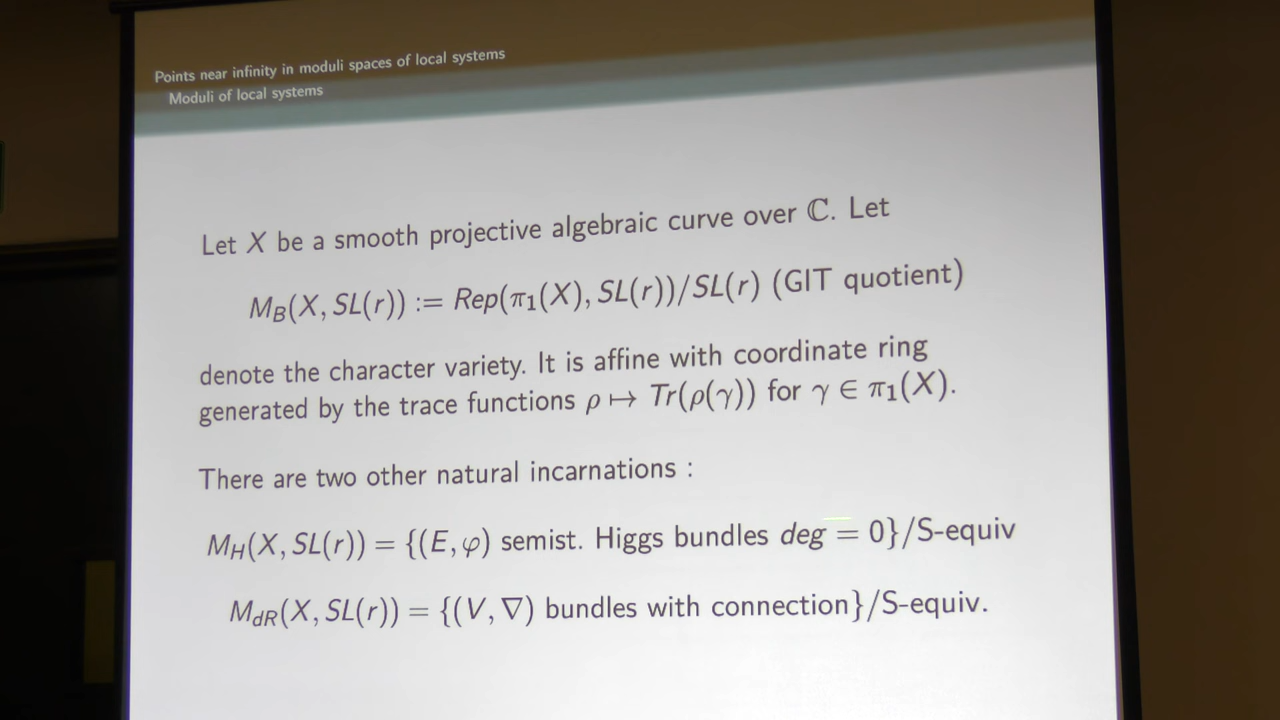 Points near infinity in moduli spaces of local systems
Moduli of local systems
Let X be a smooth projective algebraic curve over ℂ. Let
M_B(X, SL(r)) := Rep(π₁(X), SL(r))/SL(r) (GIT quotient)
denote the character variety. It is affine with coordinate ring
generated by the trace functions ρ ↦ Tr(ρ(γ)) for γ ∈ π₁(X).
There are two other natural incarnations :
M_H(X, SL(r)) = {(E, φ) semist. Higgs bundles deg = 0}/S-equiv
M_dR(X, SL(r)) = {(V, ∇) bundles with connection}/S-equiv.